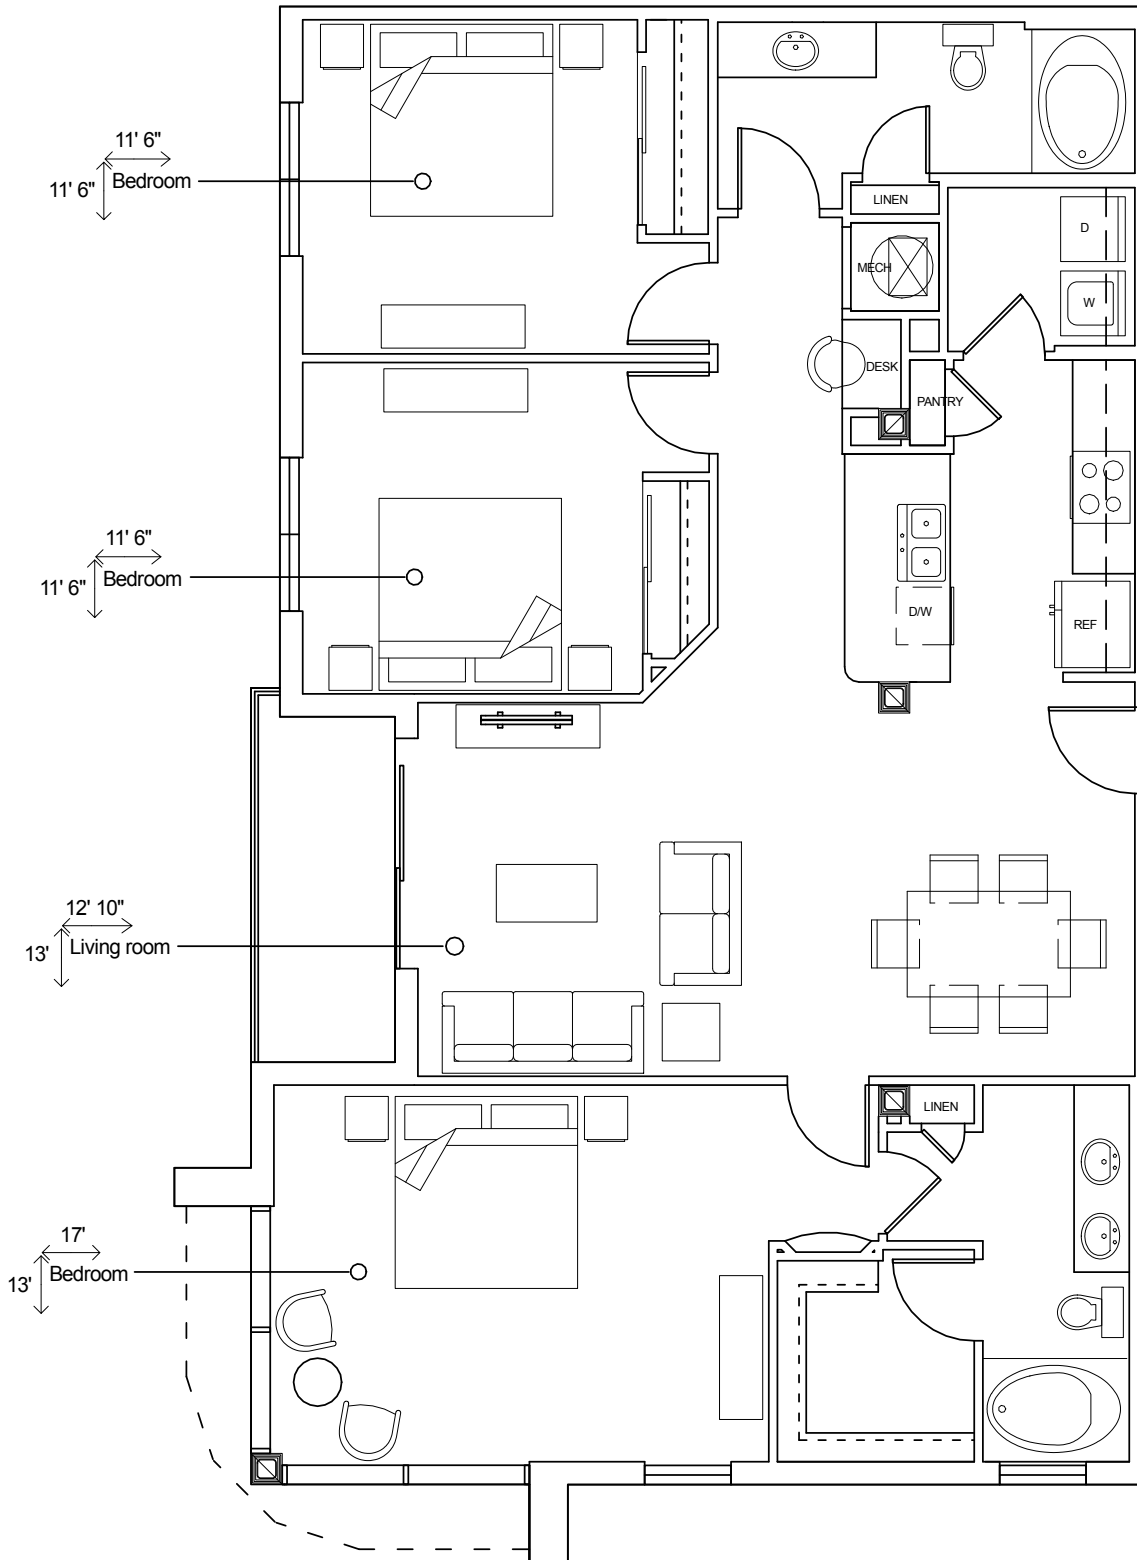 LINEN
11' 6"
11' 6" Bedroom
D
MECH
W
DESK
PANTRY
11' 6"
11' 6" Bedroom
D/W
REF
12' 10"
13' Living room
LINEN
17'
13' Bedroom